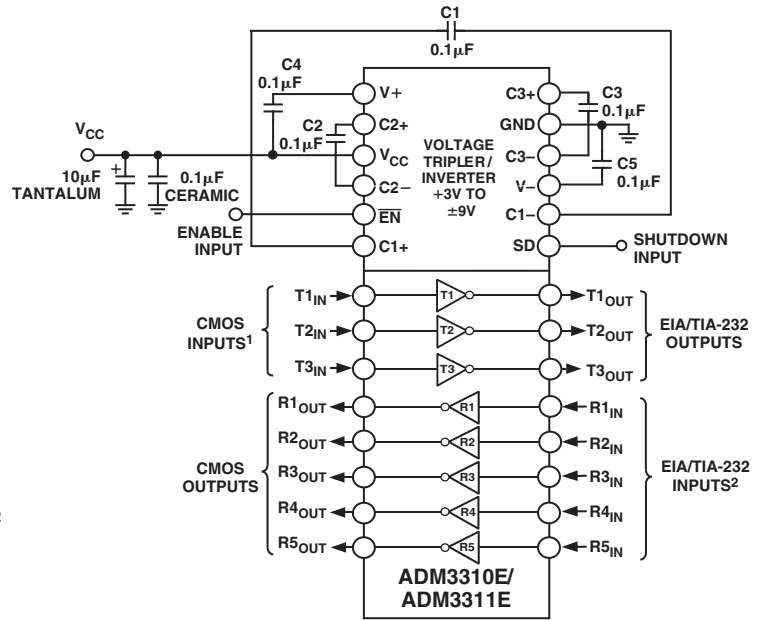 C1
0.1µF
C4
0.1µF
V+
C3+
C3
0.1µF
C2+
C2
0.1µF
GND
VCC
10µF
TANTALUM
+
0.1µF
CERAMIC
VCC
C2–
VOLTAGE
TRIPLER/
INVERTER
+3V TO
±9V
C3–
V–
C5
0.1µF
ENABLE
INPUT
EN
C1–
C1+
SD
SHUTDOWN
INPUT
CMOS
INPUTS1
T1IN
T1
T1OUT
T2IN
T2
T2OUT
T3IN
T3
T3OUT
EIA/TIA-232
OUTPUTS
CMOS
OUTPUTS
R1OUT
R1
R1IN
R2OUT
R2
R2IN
R3OUT
R3
R3IN
R4OUT
R4
R4IN
R5OUT
R5
R5IN
EIA/TIA-232
INPUTS2
ADM3310E/
ADM3311E